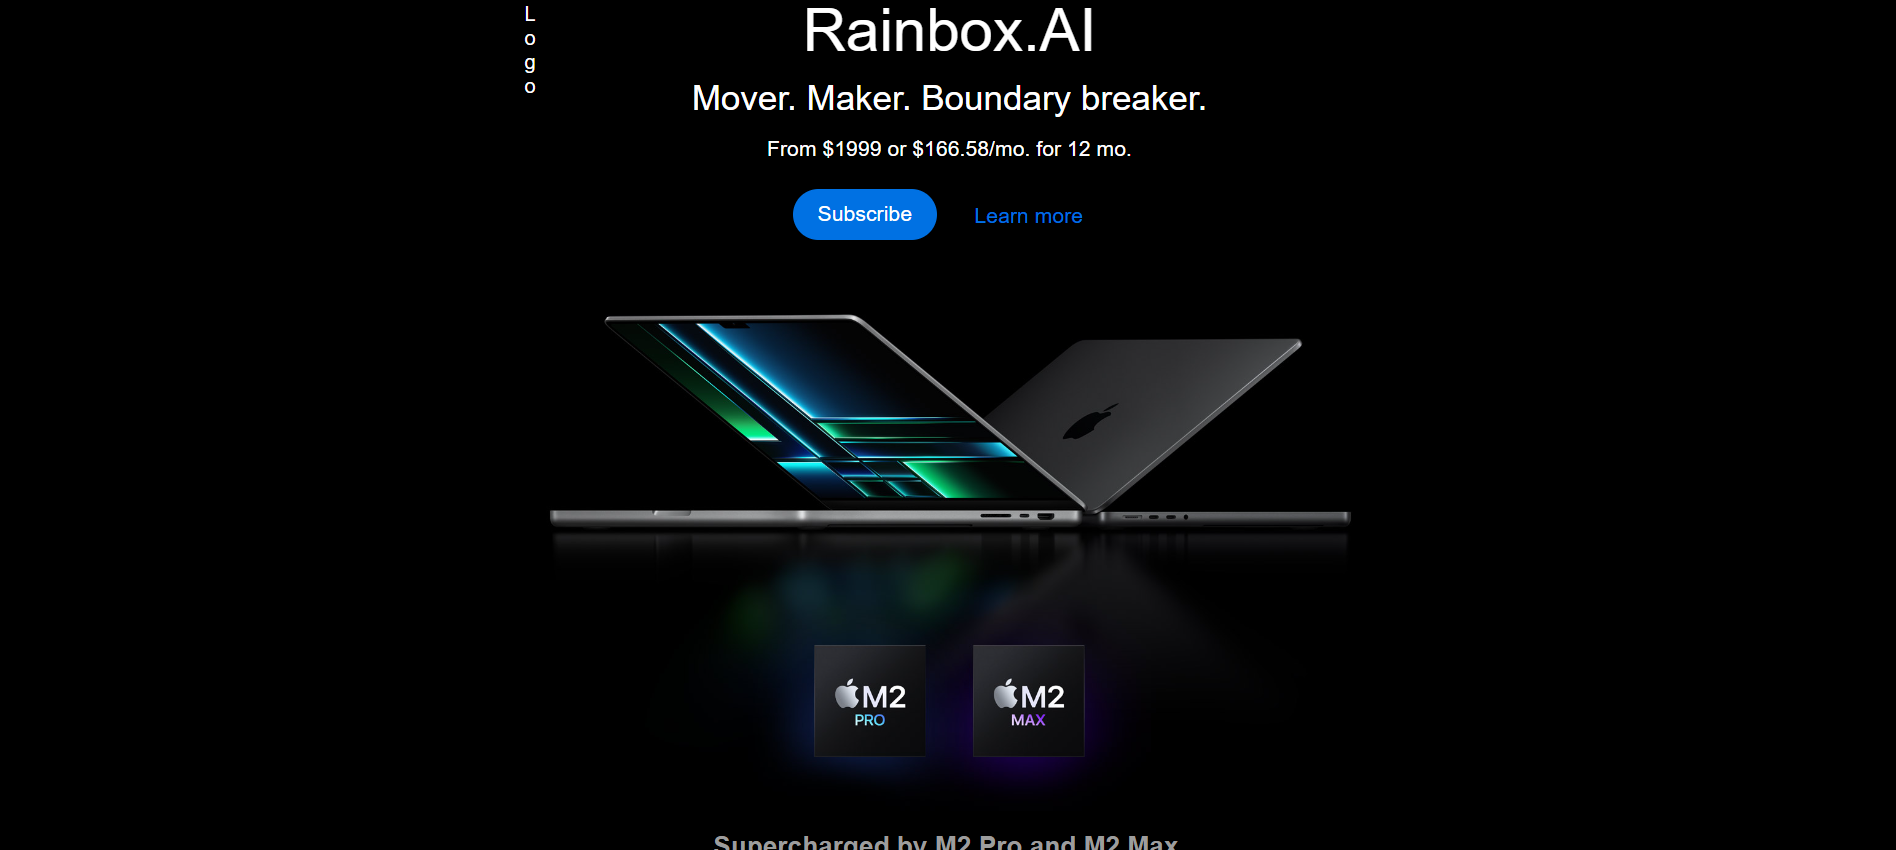 Logo
Rainbox.AI
Mover. Maker. Boundary breaker.
From $1999 or $166.58/mo. for 12 mo.
Subscribe
Learn more
M2
PRO
M2
MAX
Supercharged by M2 Pro and M2 Max